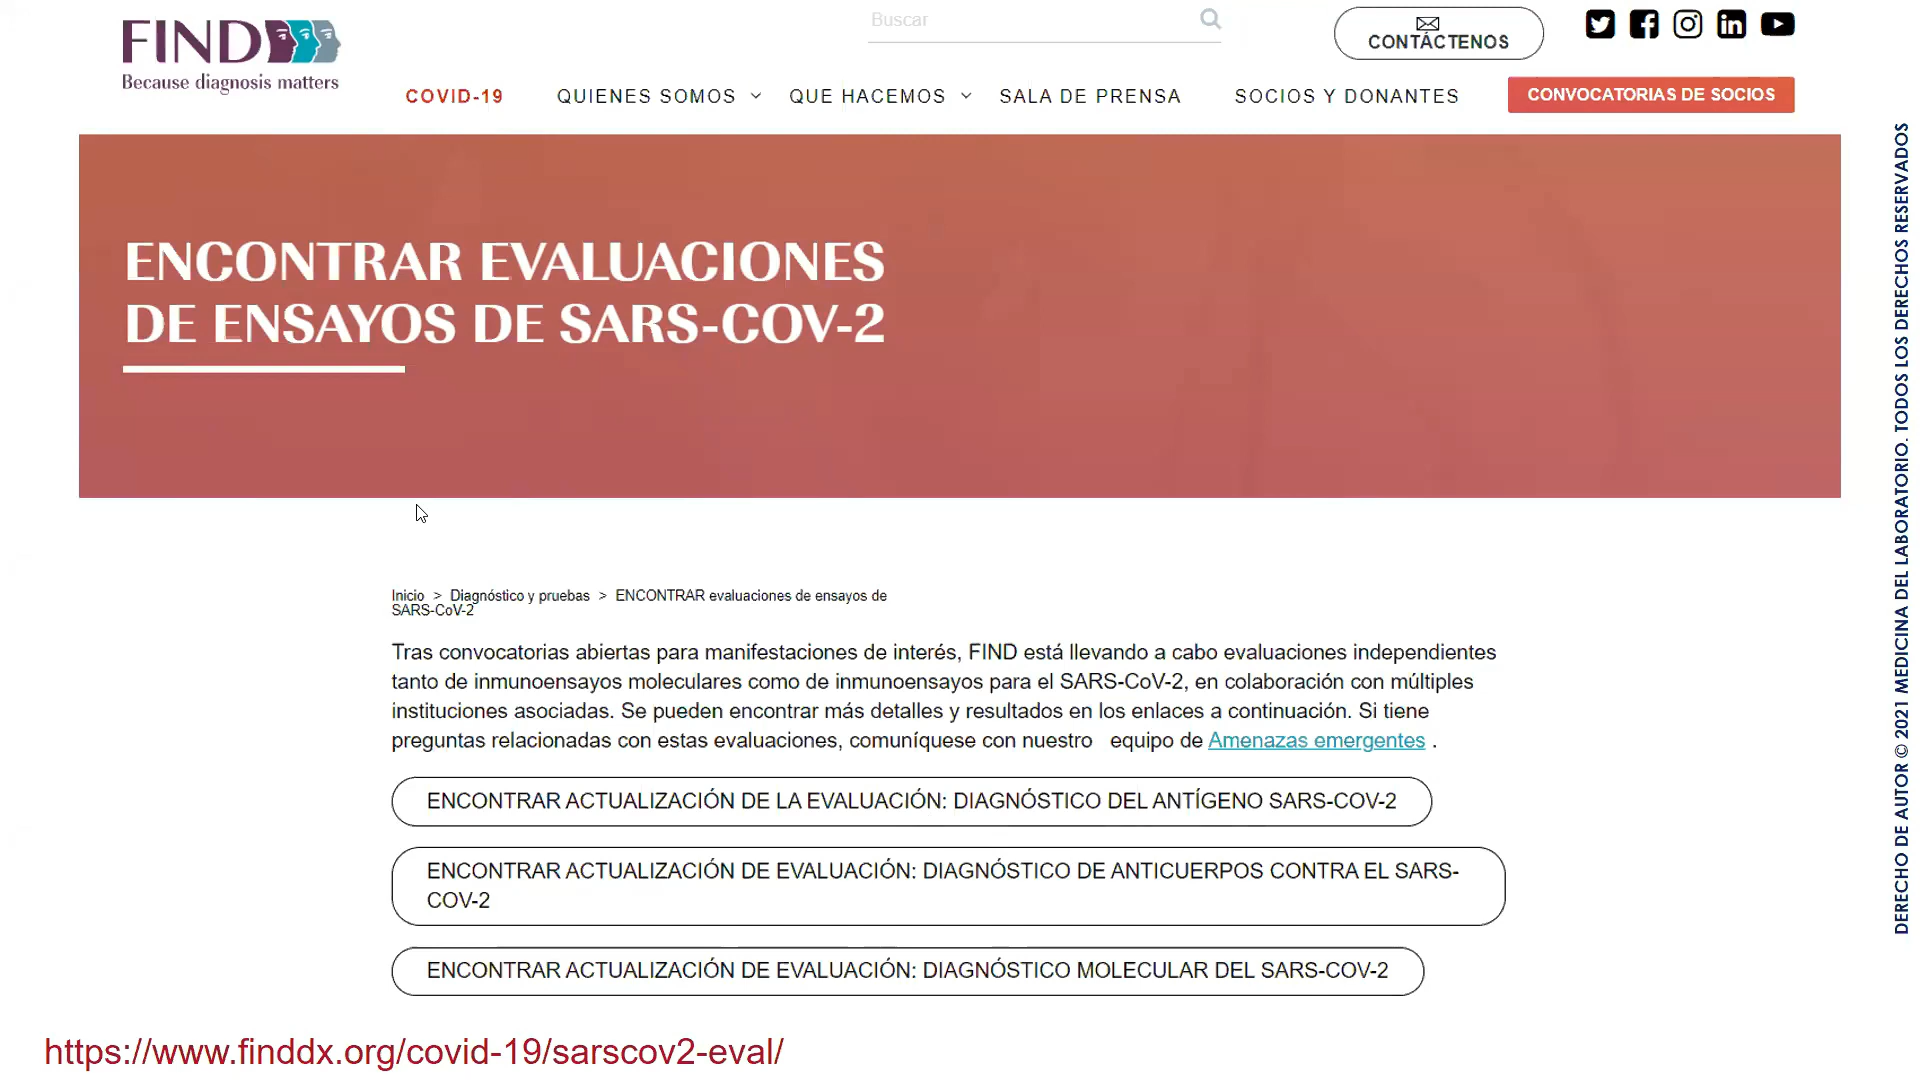 FIND
Because diagnosis matters
Buscar
CONTÁCTENOS
COVID-19 QUIENES SOMOS QUE HACEMOS SALA DE PRENSA SOCIOS Y DONANTES CONVOCATORIAS DE SOCIOS
ENCONTRAR EVALUACIONES
DE ENSAYOS DE SARS-COV-2
Inicio > Diagnóstico y pruebas > ENCONTRAR evaluaciones de ensayos de
SARS-CoV-2
Tras convocatorias abiertas para manifestaciones de interés, FIND está llevando a cabo evaluaciones independientes
tanto de inmunoensayos moleculares como de inmunoensayos para el SARS-CoV-2, en colaboración con múltiples
instituciones asociadas. Se pueden encontrar más detalles y resultados en los enlaces a continuación. Si tiene
preguntas relacionadas con estas evaluaciones, comuníquese con nuestro equipo de Amenazas emergentes .
ENCONTRAR ACTUALIZACIÓN DE LA EVALUACIÓN: DIAGNÓSTICO DEL ANTÍGENO SARS-COV-2
ENCONTRAR ACTUALIZACIÓN DE EVALUACIÓN: DIAGNÓSTICO DE ANTICUERPOS CONTRA EL SARS-
COV-2
ENCONTRAR ACTUALIZACIÓN DE EVALUACIÓN: DIAGNÓSTICO MOLECULAR DEL SARS-COV-2
https://www.finddx.org/covid-19/sarscov2-eval/
DERECHO DE AUTOR © 2021 MEDICINA DEL LABORATORIO. TODOS LOS DERECHOS RESERVADOS